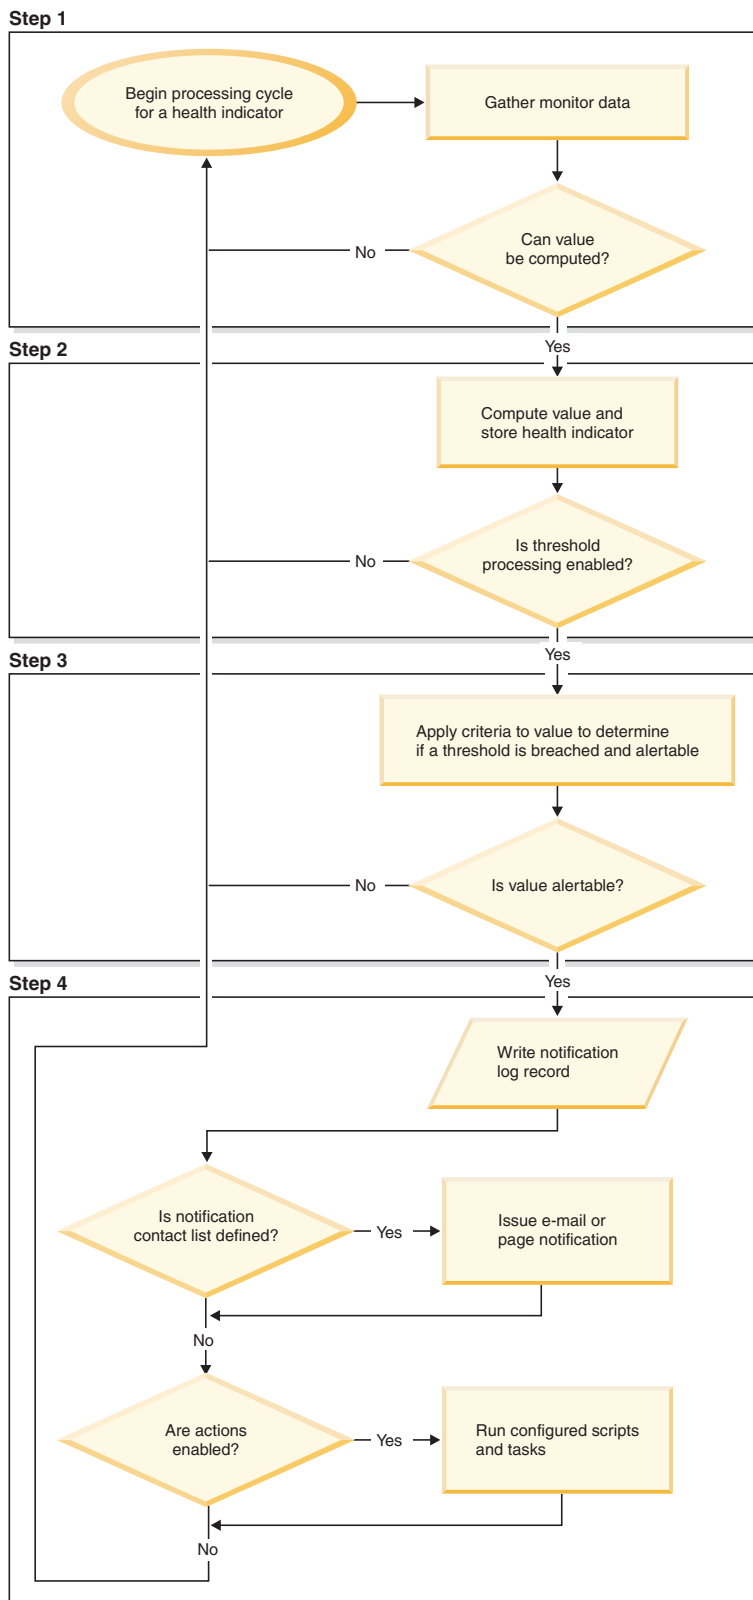 Step 1
Begin processing cycle
for a health indicator
Gather monitor data
Can value
be computed?
No
Yes
Step 2
Compute value and
store health indicator
Is threshold
processing enabled?
No
Yes
Step 3
Apply criteria to value to determine
if a threshold is breached and alertable
Is value alertable?
No
Yes
Step 4
Write notification
log record
Is notification
contact list defined?
Yes
Issue e-mail or
page notification
No
Are actions
enabled?
Yes
Run configured scripts
and tasks
No